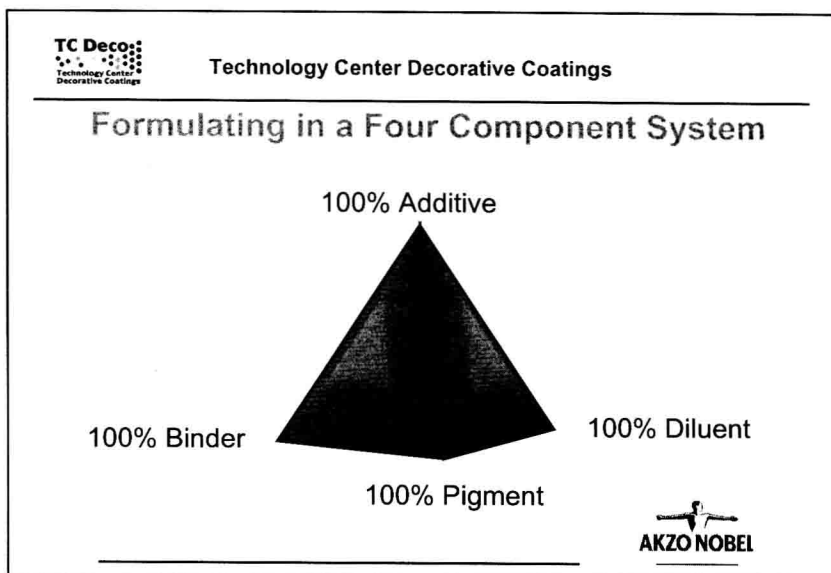 TC Deco
Technology Center
Decorative Coatings
Technology Center Decorative Coatings
Formulating in a Four Component System
100% Additive
100% Binder
100% Diluent
100% Pigment
AKZO NOBEL